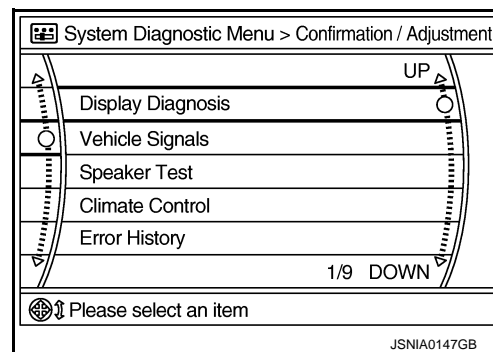 System Diagnostic Menu > Confirmation / Adjustment
UP
Display Diagnosis
Vehicle Signals
Speaker Test
Climate Control
Error History
1/9 DOWN
Please select an item
JSNIA0147GB